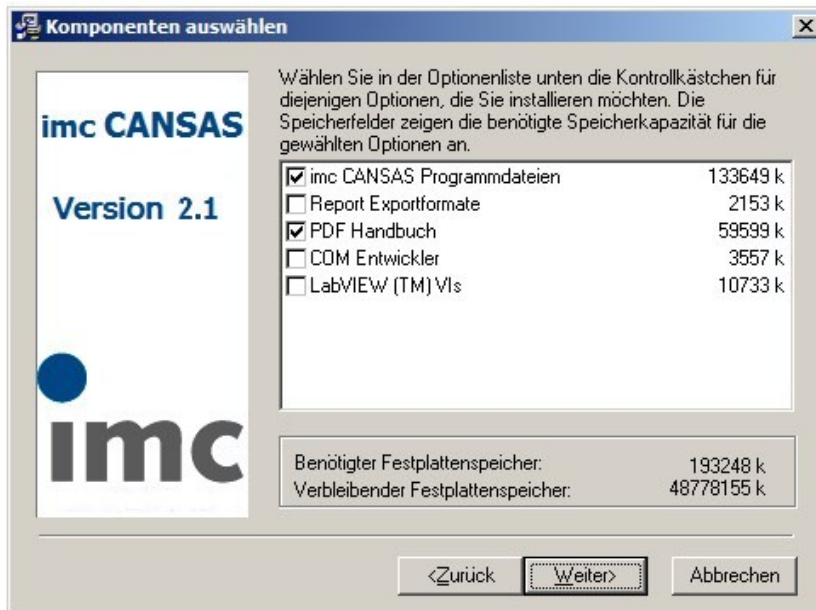 Komponenten auswählen
imc CANSAS
Version 2.1
imc
Wählen Sie in der Optionenliste unten die Kontrollkästchen für
diejenigen Optionen, die Sie installieren möchten. Die
Speicherfelder zeigen die benötigte Speicherkapazität für die
gewählten Optionen an.
imc CANSAS Programmdateien 133649 k
Report Exportformate 2153 k
PDF Handbuch 59599 k
COM Entwickler 3557 k
LabVIEW (TM) VIs 10733 k
Benötigter Festplattenspeicher: 193248 k
Verbleibender Festplattenspeicher: 48778155 k
<Zurück Weiter> Abbrechen